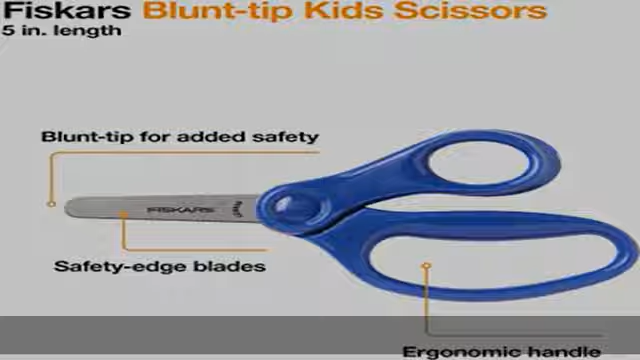 Fiskars Blunt-tip Kids Scissors
5 in. length
Blunt-tip for added safety
FISKARS
Safety-edge blades
Ergonomic handle